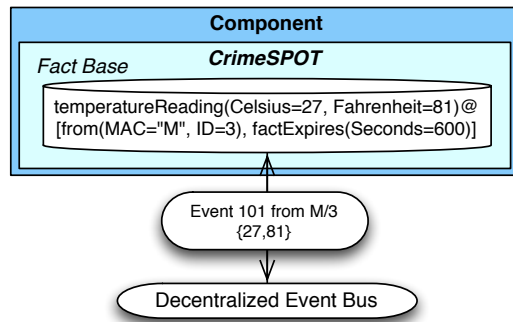 Component
CrimeSPOT
Fact Base
temperatureReading(Celsius=27, Fahrenheit=81)@
[from(MAC="M", ID=3), factExpires(Seconds=600)]
Event 101 from M/3
{27,81}
Decentralized Event Bus